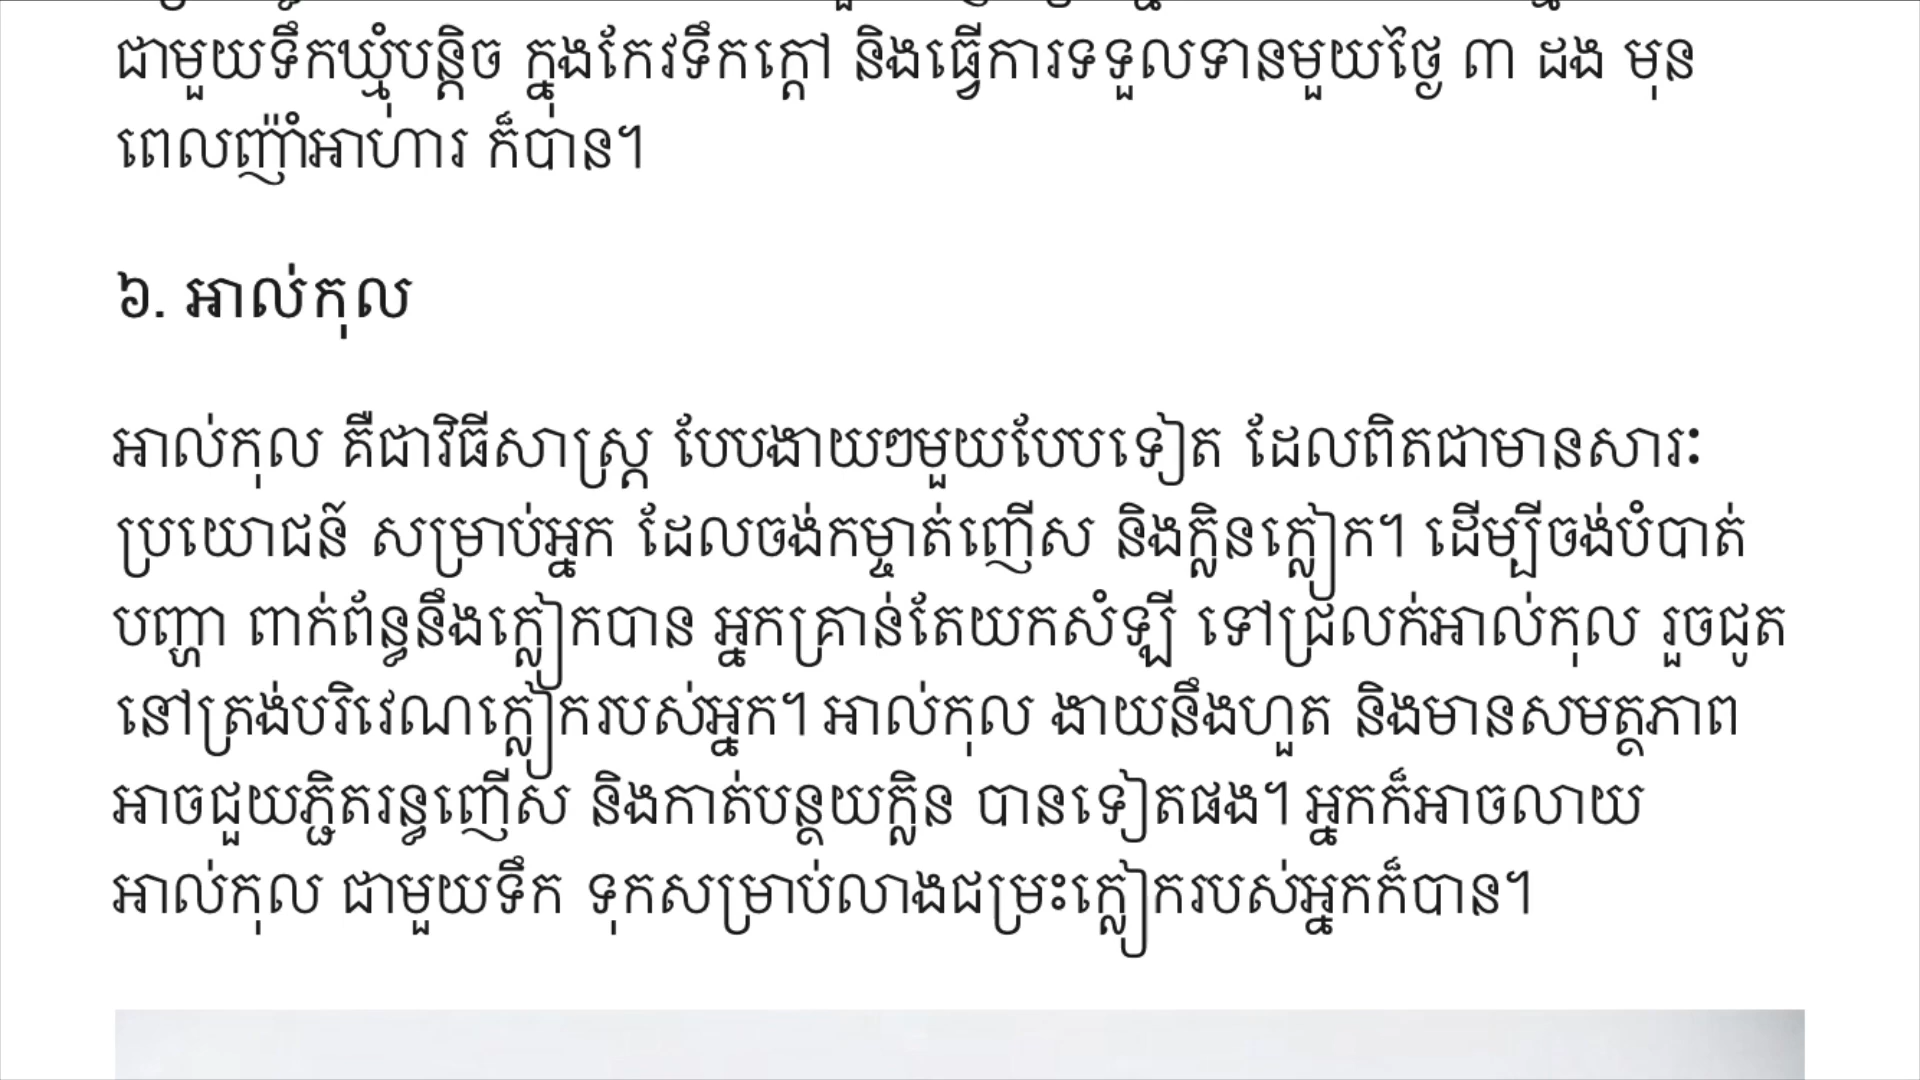 ជាមួយទឹកឃ្មុំបន្តិច ក្នុងកែវទឹកក្ដៅ និងធ្វើការទទួលទានមួយថ្ងៃ ៣ ដង មុន
ពេលញ៉ាំអាហារ ក៏បាន។
៦. អាល់កុល
អាល់កុល គឺជាវិធីសាស្ត្រ បែបងាយៗមួយបែបទៀត ដែលពិតជាមានសារៈ
ប្រយោជន៍ សម្រាប់អ្នក ដែលចង់កម្ចាត់ញើស និងក្លិនក្លៀក។ ដើម្បីចង់បំបាត់
បញ្ហា ពាក់ព័ន្ធនឹងក្លៀកបាន អ្នកគ្រាន់តែយកសំឡី ទៅជ្រលក់អាល់កុល រួចជូត
នៅត្រង់បរិវេណក្លៀករបស់អ្នក។ អាល់កុល ងាយនឹងហួត និងមានសមត្ថភាព
អាចជួយភ្ជិតរន្ធញើស និងកាត់បន្ថយក្លិន បានទៀតផង។ អ្នកក៏អាចលាយ
អាល់កុល ជាមួយទឹក ទុកសម្រាប់លាងជម្រះក្លៀករបស់អ្នកក៏បាន។